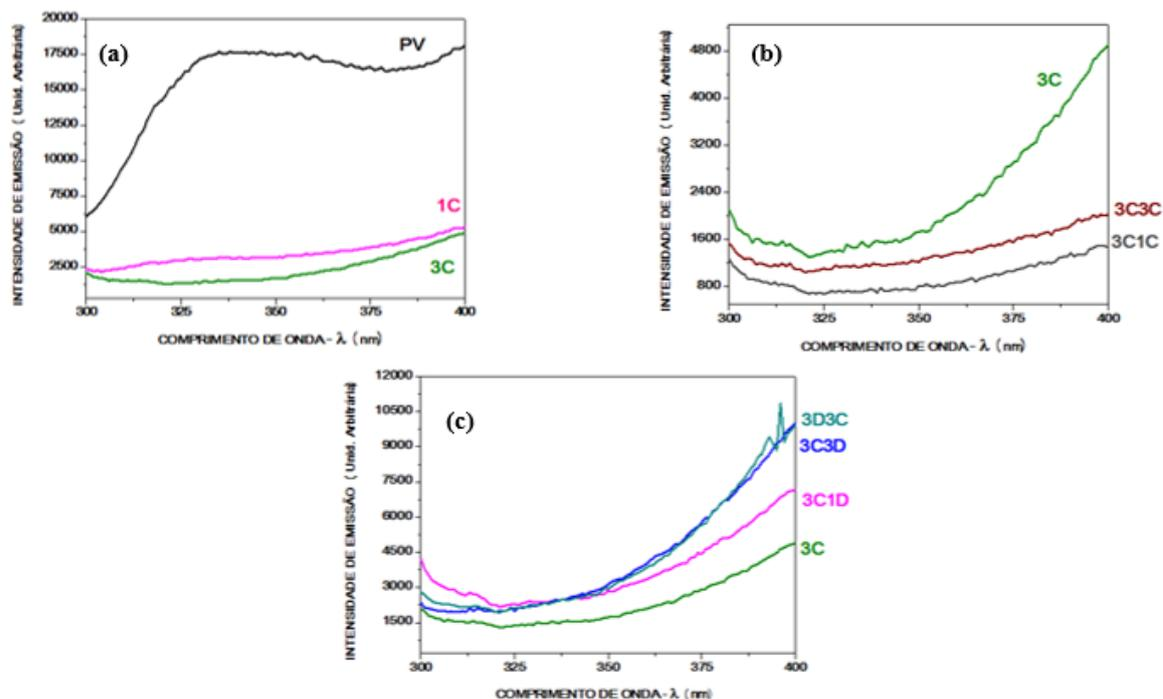 20000
17500
15000
12500
10000
7500
5000
2500
300
325
350
375
400
(a)
PV
1C
3C
INTENSIDADE DE EMISSÃO ( Unid. Arbitrária)
COMPRIMENTO DE ONDA - λ ( nm)
4800
4000
3200
2400
1600
800
300
325
350
375
400
(b)
3C
3C3C
3C1C
INTENSIDADE DE EMISSÃO ( Unid. Arbitrária)
COMPRIMENTO DE ONDA - λ ( nm)
12000
10500
9000
7500
6000
4500
3000
1500
300
325
350
375
400
(c)
3D3C
3C3D
3C1D
3C
INTENSIDADE DE EMISSÃO ( Unid. Arbitrária)
COMPRIMENTO DE ONDA - λ ( nm)